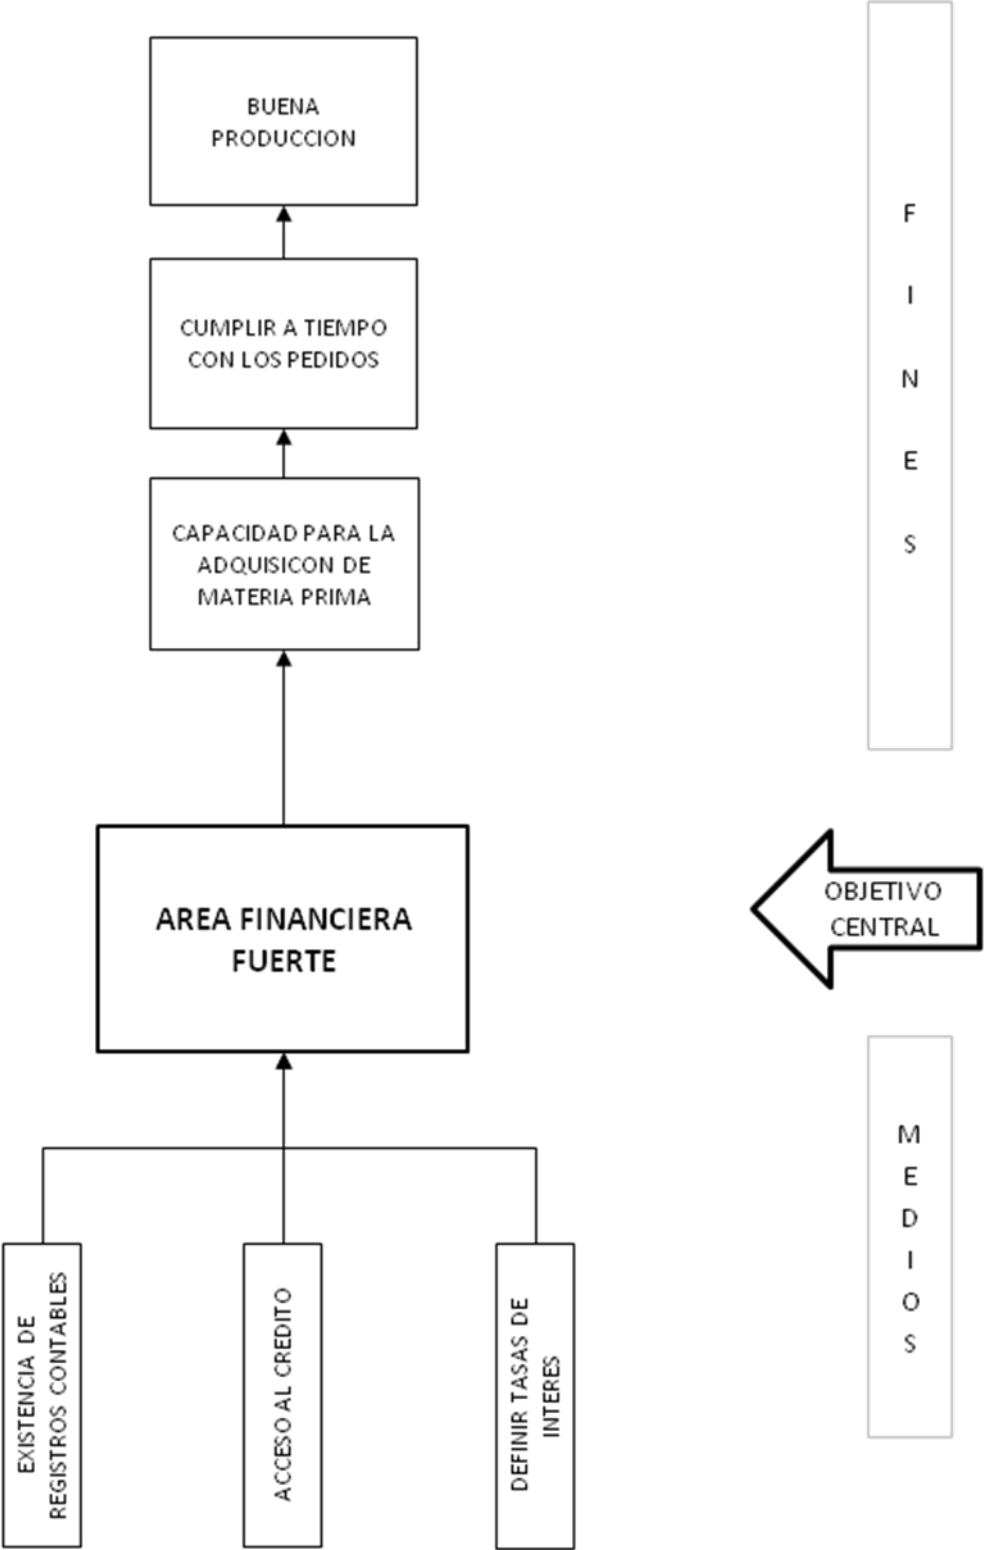 BUENA
PRODUCCION
CUMPLIR A TIEMPO
CON LOS PEDIDOS
CAPACIDAD PARA LA
ADQUISICON DE
MATERIA PRIMA
AREA FINANCIERA
FUERTE
EXISTENCIA DE
REGISTROS CONTABLES
ACCESO AL CREDITO
DEFINIR TASAS DE
INTERES
F
I
N
E
S
OBJETIVO
CENTRAL
M
E
D
I
O
S